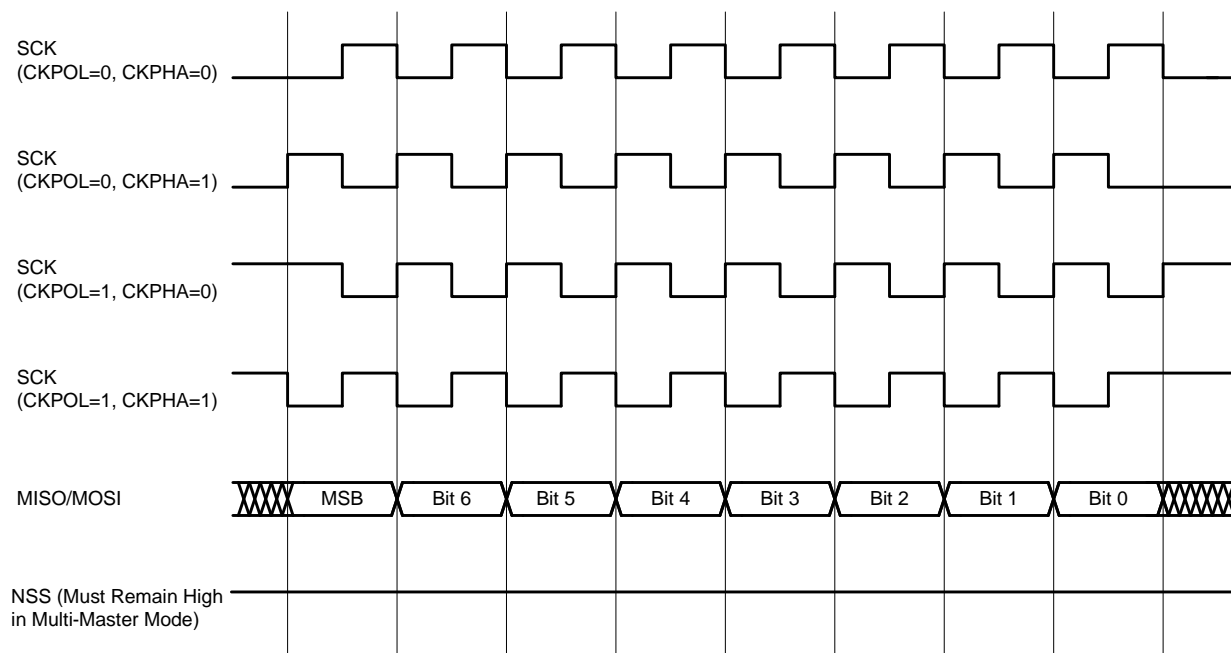 SCK
(CKPOL=0, CKPHA=0)
SCK
(CKPOL=0, CKPHA=1)
SCK
(CKPOL=1, CKPHA=0)
SCK
(CKPOL=1, CKPHA=1)
MISO/MOSI
MSB
Bit 6
Bit 5
Bit 4
Bit 3
Bit 2
Bit 1
Bit 0
NSS (Must Remain High
in Multi-Master Mode)